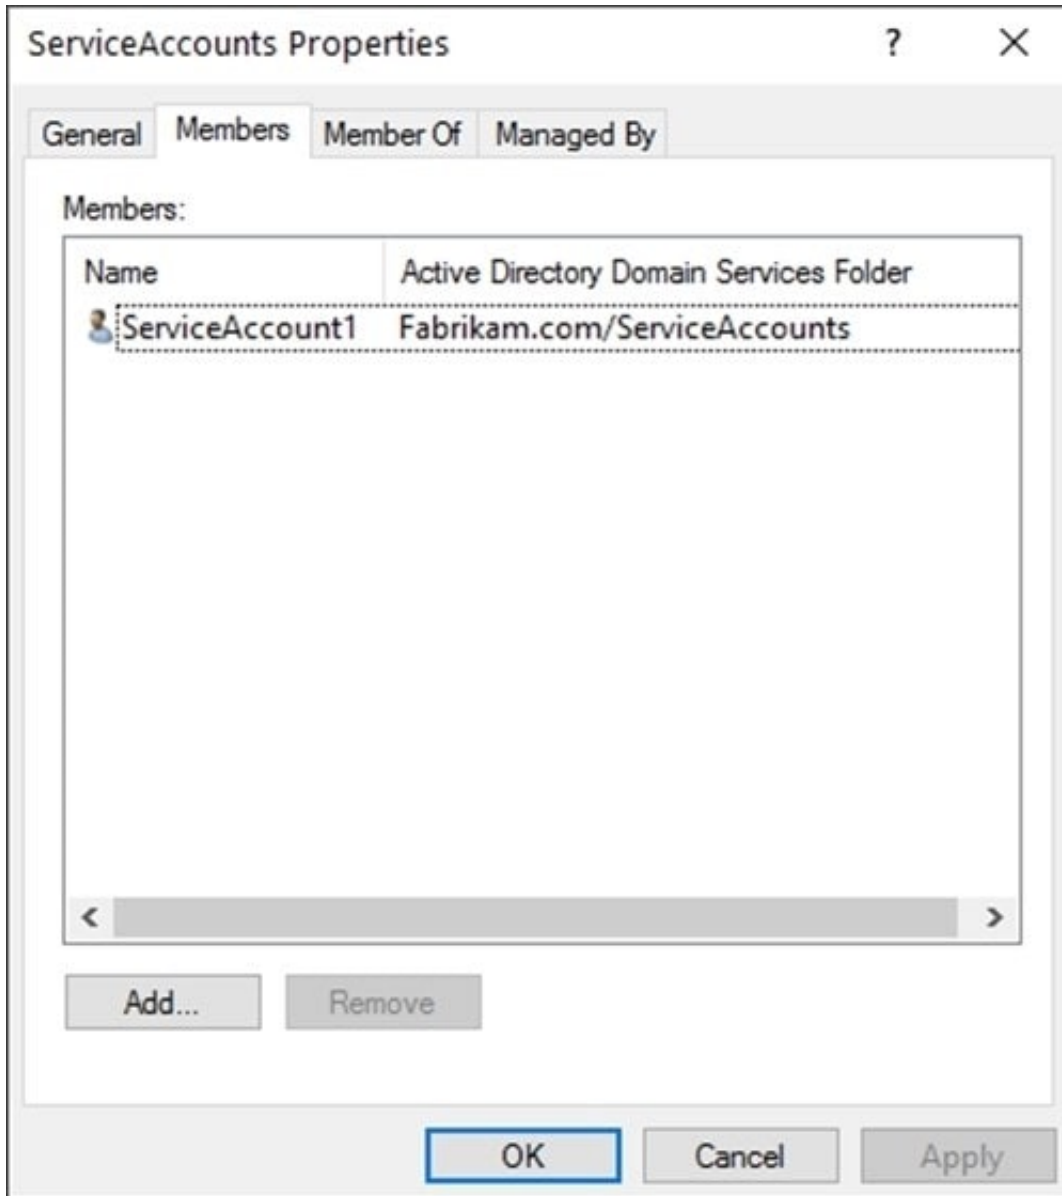 ServiceAccounts Properties ?
General Members Member Of Managed By
Members:
Name Active Directory Domain Services Folder
ServiceAccount1 Fabrikam.com/ServiceAccounts
Add... Remove
OK Cancel Apply